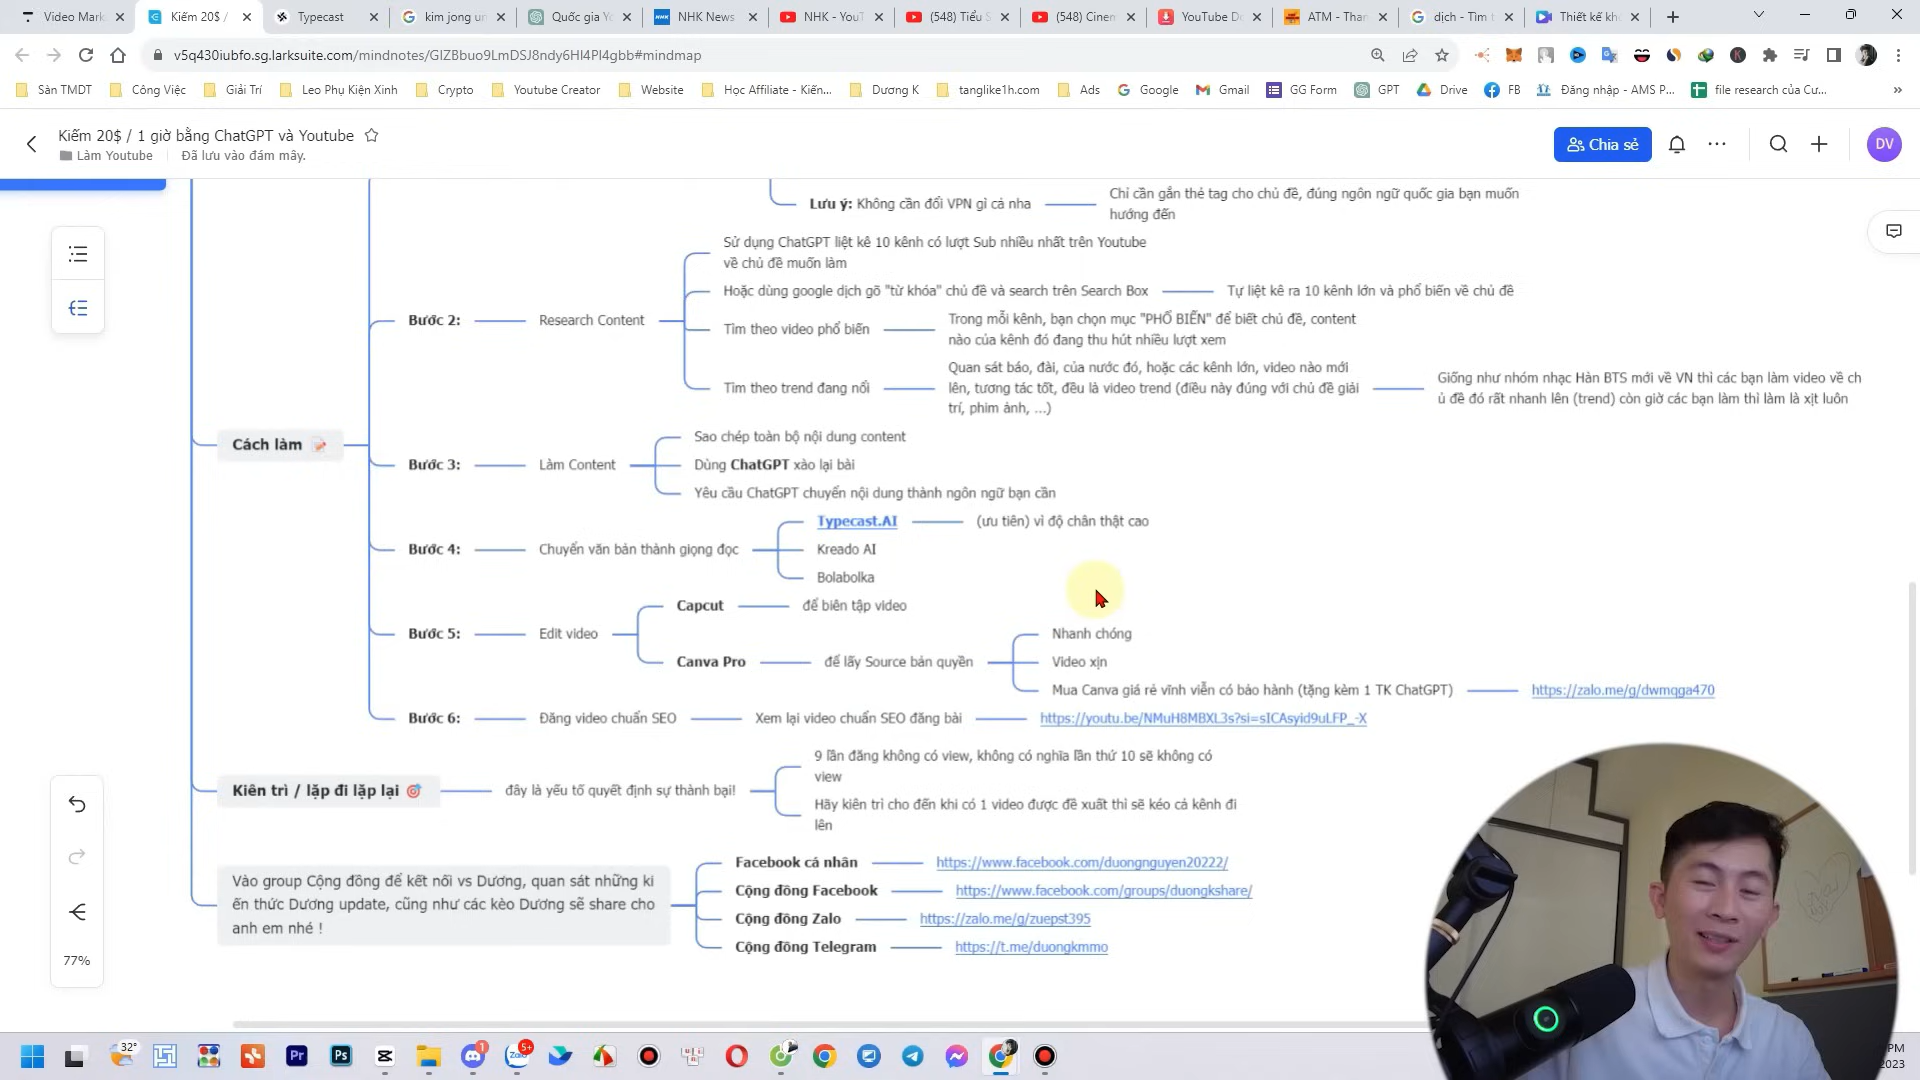 Video Mark
Kiếm 20$ /
Typecast
kim jong un
Quốc gia Yo
NHK News
NHK - YouT
(548) Tiểu S
(548) Cinem
YouTube Do
ATM - Than
dịch - Tìm t
Thiết kế kh
v5q430iubfo.sg.larksuite.com/mindnotes/GIZBbuo9LmDSJ8ndy6Hl4Pl4gbb#mindmap
Sàn TMDT
Công Việc
Giải Trí
Leo Phụ Kiện Xinh
Crypto
Youtube Creator
Website
Học Affiliate - Kiến...
Dương K
tanglike1h.com
Ads
Google
Gmail
GG Form
GPT
Drive
FB
Đăng nhập - AMS P...
file research của Cư...
Kiếm 20$ / 1 giờ bằng ChatGPT và Youtube
Làm Youtube
Đã lưu vào đám mây.
Chia sẻ
DV
Lưu ý: Không cần đổi VPN gì cả nha
Chỉ cần gắn thẻ tag cho chủ đề, đúng ngôn ngữ quốc gia bạn muốn
hướng đến
Cách làm
Bước 2:
Research Content
Sử dụng ChatGPT liệt kê 10 kênh có lượt Sub nhiều nhất trên Youtube
về chủ đề muốn làm
Hoặc dùng google dịch gõ "từ khóa" chủ đề và search trên Search Box
Tự liệt kê ra 10 kênh lớn và phổ biến về chủ đề
Tìm theo video phổ biến
Trong mỗi kênh, bạn chọn mục "PHỔ BIẾN" để biết chủ đề, content
nào của kênh đó đang thu hút nhiều lượt xem
Tìm theo trend đang nổi
Quan sát báo, đài, của nước đó, hoặc các kênh lớn, video nào mới
lên, tương tác tốt, đều là video trend (điều này đúng với chủ đề giải
trí, phim ảnh, ...)
Giống như nhóm nhạc Hàn BTS mới về VN thì các bạn làm video về ch
ủ đề đó rất nhanh lên (trend) còn giờ các bạn làm thì làm là xịt luôn
Bước 3:
Làm Content
Sao chép toàn bộ nội dung content
Dùng ChatGPT xào lại bài
Yêu cầu ChatGPT chuyển nội dung thành ngôn ngữ bạn cần
Bước 4:
Chuyển văn bản thành giọng đọc
Typecast.AI
(ưu tiên) vì độ chân thật cao
Kreado AI
Bolabolka
Bước 5:
Edit video
Capcut
để biên tập video
Canva Pro
để lấy Source bản quyền
Nhanh chóng
Video xịn
Mua Canva giá rẻ vĩnh viễn có bảo hành (tặng kèm 1 TK ChatGPT)
https://zalo.me/g/dwmqga470
Bước 6:
Đăng video chuẩn SEO
Xem lại video chuẩn SEO đăng bài
https://youtu.be/NMuH8MBXL3s?si=sICAsyid9uLFP_-X
Kiên trì / lặp đi lặp lại
đây là yếu tố quyết định sự thành bại!
9 lần đăng không có view, không có nghĩa lần thứ 10 sẽ không có
view
Hãy kiên trì cho đến khi có 1 video được đề xuất thì sẽ kéo cả kênh đi
lên
Vào group Cộng đồng để kết nối vs Dương, quan sát những ki
ến thức Dương update, cũng như các kèo Dương sẽ share cho
anh em nhé !
Facebook cá nhân
https://www.facebook.com/duongnguyen20222/
Cộng đồng Facebook
https://www.facebook.com/groups/duongkshare/
Cộng đồng Zalo
https://zalo.me/g/zuepst395
Cộng đồng Telegram
https://t.me/duongkmmo
77%
32°
Pr
Ps
1
Zalo
5+
PM
2023